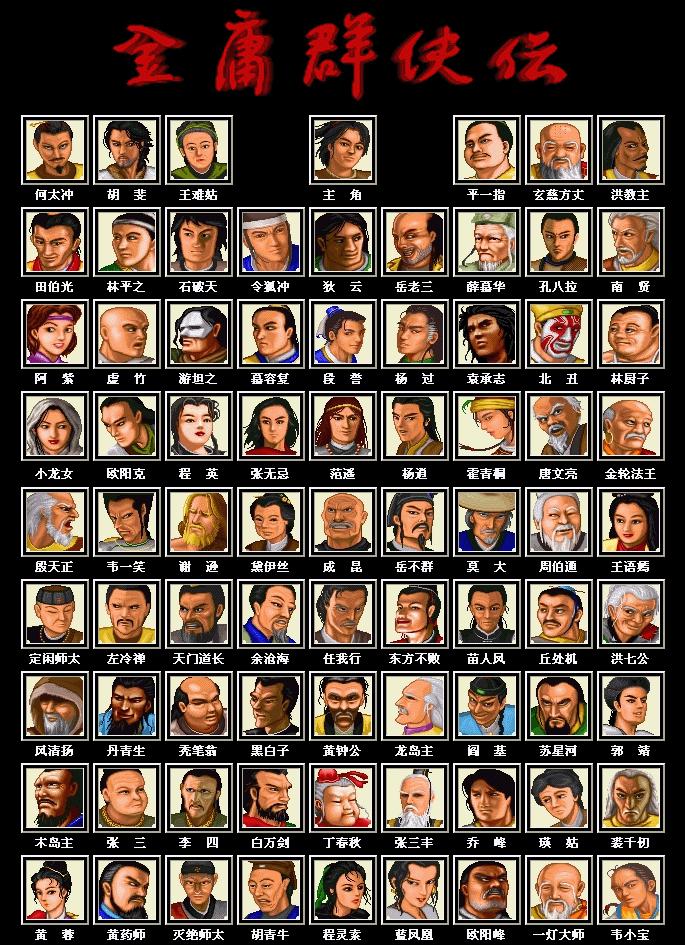 金庸群侠传
何太冲 胡 斐 王难姑 主 角 平一指 玄慈方丈 洪教主
田伯光 林平之 石破天 令狐冲 狄 云 岳老三 薛慕华 孔八拉 南 贤
阿 紫 虚 竹 游坦之 慕容复 段 誉 杨 过 袁承志 北 丑 林厨子
小龙女 欧阳克 程 英 张无忌 范遥 杨逍 霍青桐 唐文亮 金轮法王
殷天正 韦一笑 谢 逊 黛伊丝 成 昆 岳不群 莫 大 周伯通 王语嫣
定闲师太 左冷禅 天门道长 余沧海 任我行 东方不败 苗人凤 丘处机 洪七公
风清扬 丹青生 秃笔翁 黑白子 黄钟公 龙岛主 阎 基 苏星河 郭 靖
木岛主 张 三 李 四 白万剑 丁春秋 张三丰 乔 峰 瑛 姑 裘千仞
黄 蓉 黄药师 灭绝师太 胡青牛 程灵素 蓝凤凰 欧阳峰 一灯大师 韦小宝